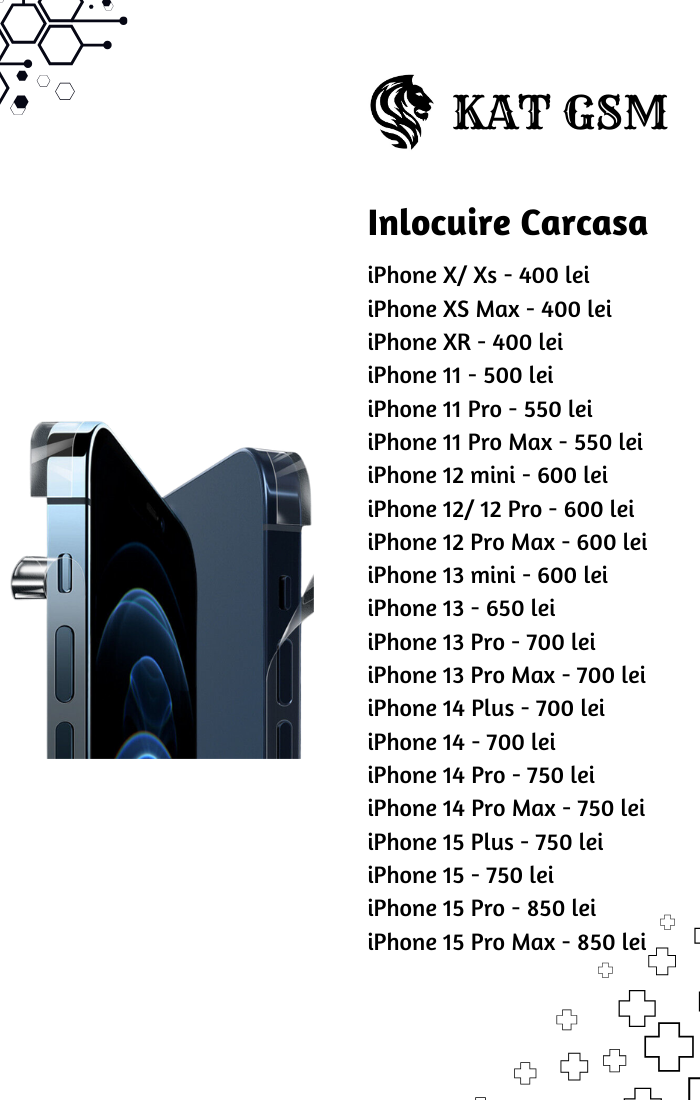 KAT GSM
Inlocuire Carcasa
iPhone X/ Xs - 400 lei
iPhone XS Max - 400 lei
iPhone XR - 400 lei
iPhone 11 - 500 lei
iPhone 11 Pro - 550 lei
iPhone 11 Pro Max - 550 lei
iPhone 12 mini - 600 lei
iPhone 12/ 12 Pro - 600 lei
iPhone 12 Pro Max - 600 lei
iPhone 13 mini - 600 lei
iPhone 13 - 650 lei
iPhone 13 Pro - 700 lei
iPhone 13 Pro Max - 700 lei
iPhone 14 Plus - 700 lei
iPhone 14 - 700 lei
iPhone 14 Pro - 750 lei
iPhone 14 Pro Max - 750 lei
iPhone 15 Plus - 750 lei
iPhone 15 - 750 lei
iPhone 15 Pro - 850 lei
iPhone 15 Pro Max - 850 lei